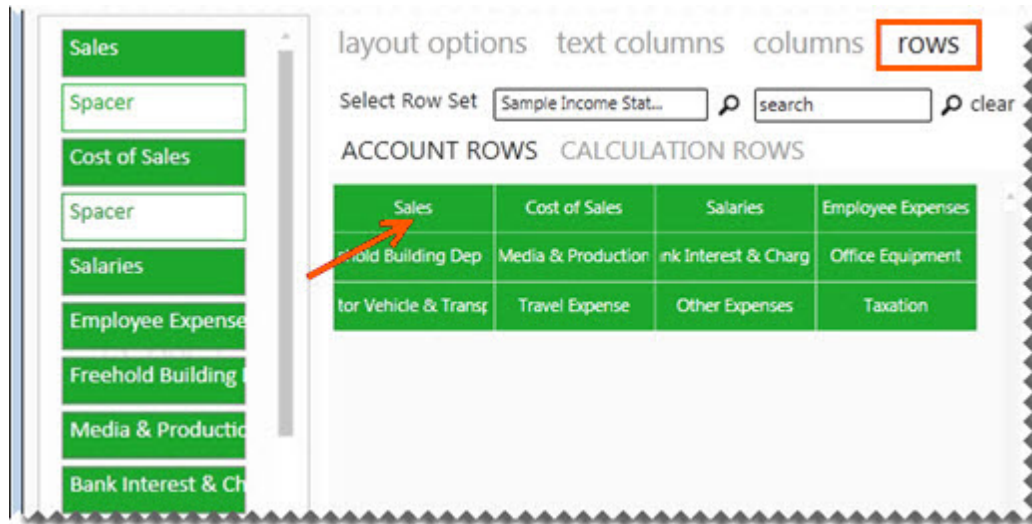 Sales
Spacer
Cost of Sales
Spacer
Salaries
Employee Expense
Freehold Building
Media & Productic
Bank Interest & Ch
layout options text columns columns rows
Select Row Set Sample Income Stat... search clear
ACCOUNT ROWS CALCULATION ROWS
Sales Cost of Sales Salaries Employee Expenses
hold Building Dep Media & Production nk Interest & Charg Office Equipment
tor Vehicle & Transp Travel Expense Other Expenses Taxation